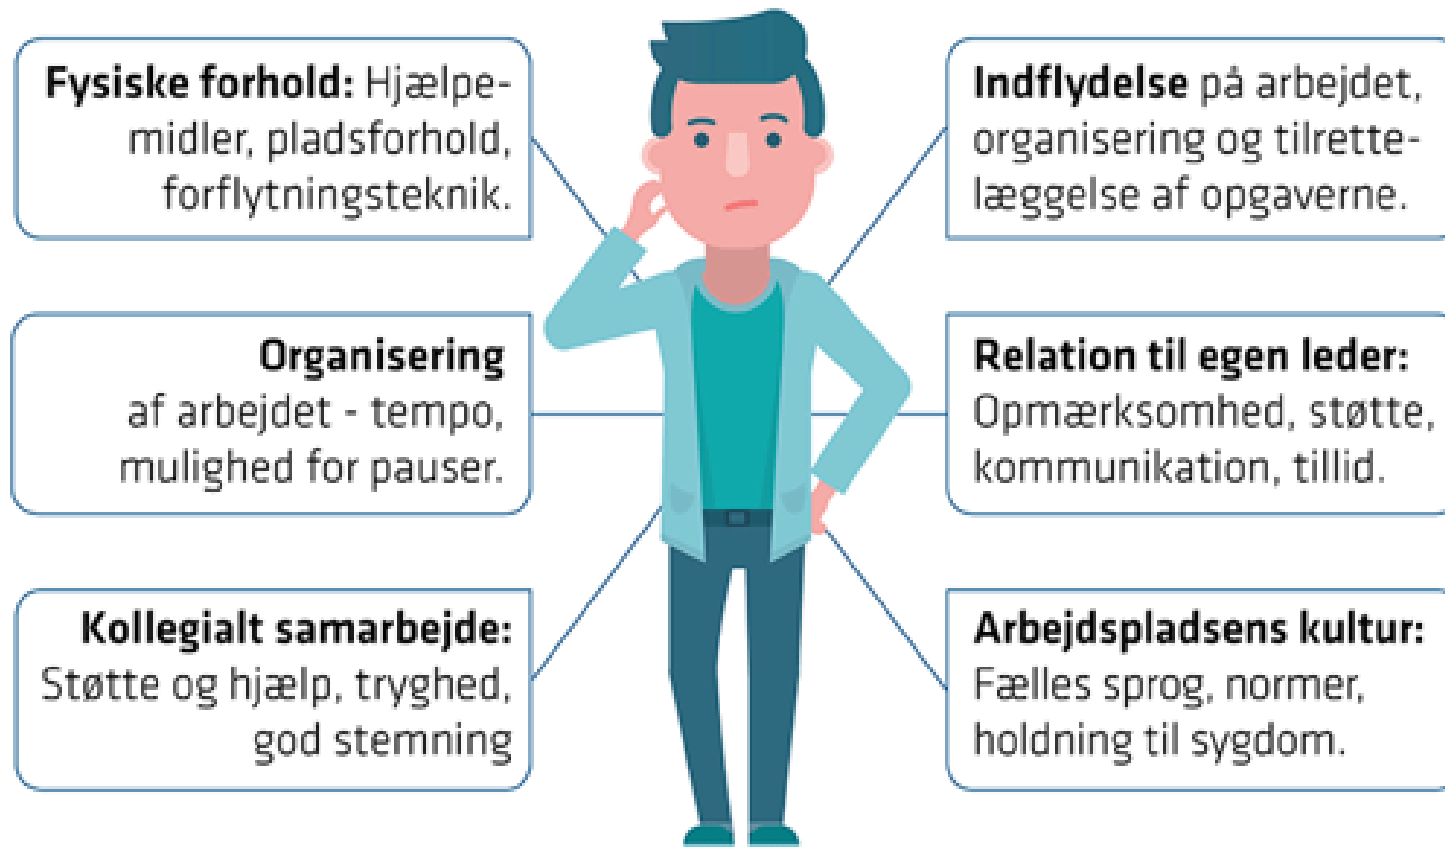 Fysiske forhold: Hjælpe-
midler, pladsforhold,
forflytningsteknik.
Organisering
af arbejdet - tempo,
mulighed for pauser.
Kollegialt samarbejde:
Støtte og hjælp, tryghed,
god stemning
Indflydelse på arbejdet,
organisering og tilrette-
læggelse af opgaverne.
Relation til egen leder:
Opmærksomhed, støtte,
kommunikation, tillid.
Arbejdspladsens kultur:
Fælles sprog, normer,
holdning til sygdom.